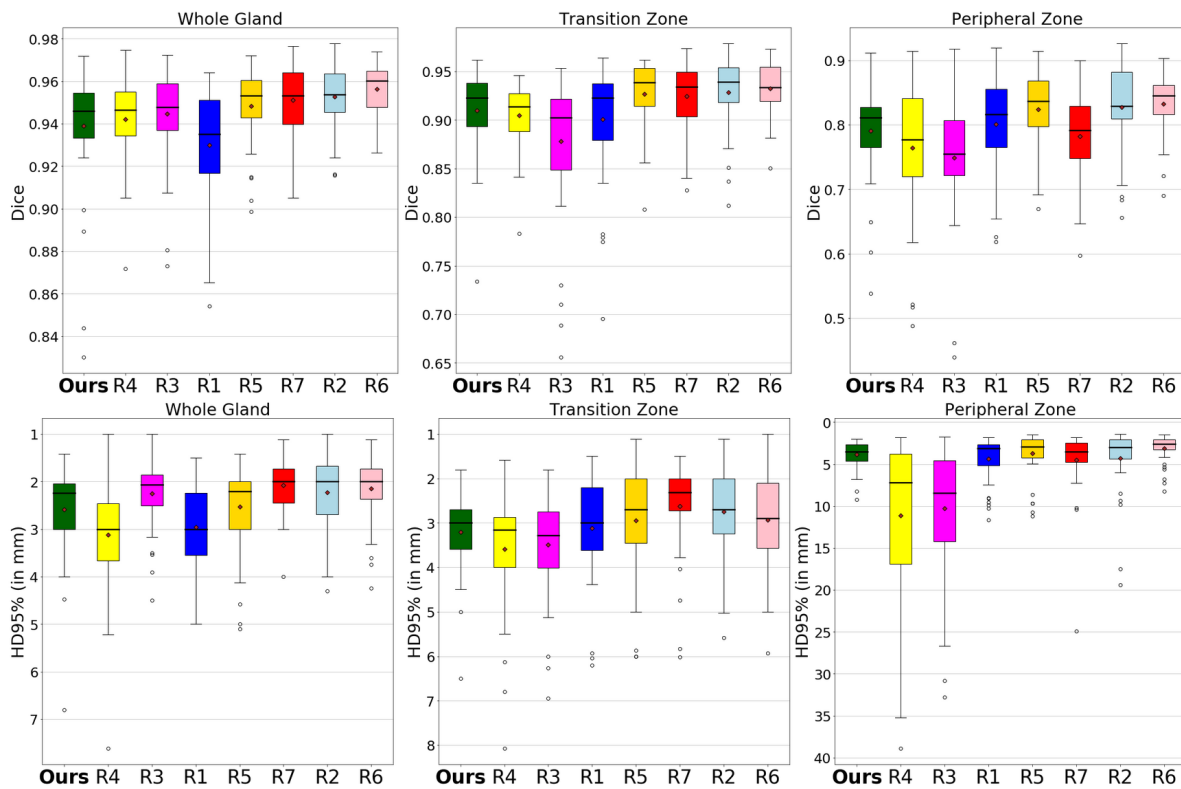 Whole Gland
Transition Zone
Peripheral Zone
Dice
0.98
0.96
0.94
0.92
0.90
0.88
0.86
0.84
Dice
0.95
0.90
0.85
0.80
0.75
0.70
0.65
Dice
0.9
0.8
0.7
0.6
0.5
Ours R4 R3 R1 R5 R7 R2 R6
Ours R4 R3 R1 R5 R7 R2 R6
Ours R4 R3 R1 R5 R7 R2 R6
Whole Gland
Transition Zone
Peripheral Zone
HD95% (in mm)
1
2
3
4
5
6
7
HD95% (in mm)
1
2
3
4
5
6
7
8
HD95% (in mm)
0
5
10
15
20
25
30
35
40
Ours R4 R3 R1 R5 R7 R2 R6
Ours R4 R3 R1 R5 R7 R2 R6
Ours R4 R3 R1 R5 R7 R2 R6